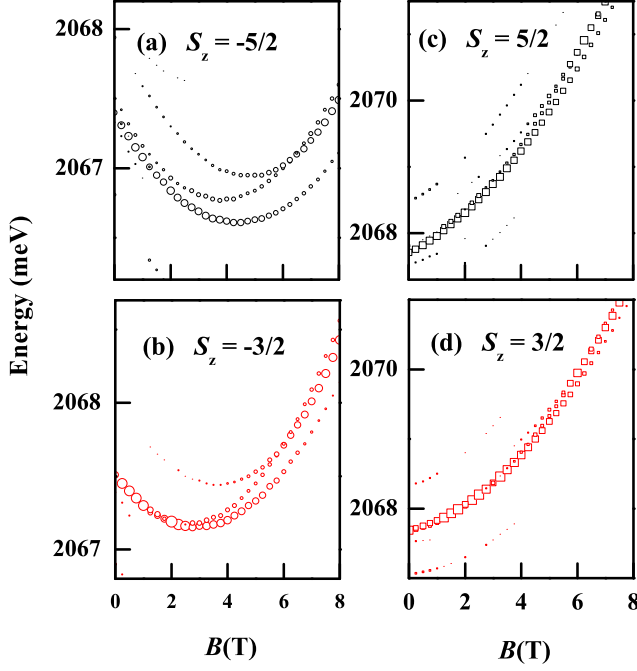 2068
2067
(a) S_z = -5/2
2070
2068
(c) S_z = 5/2
Energy (meV)
2068
2067
(b) S_z = -3/2
0 2 4 6 8
B(T)
2070
2068
(d) S_z = 3/2
0 2 4 6 8
B(T)